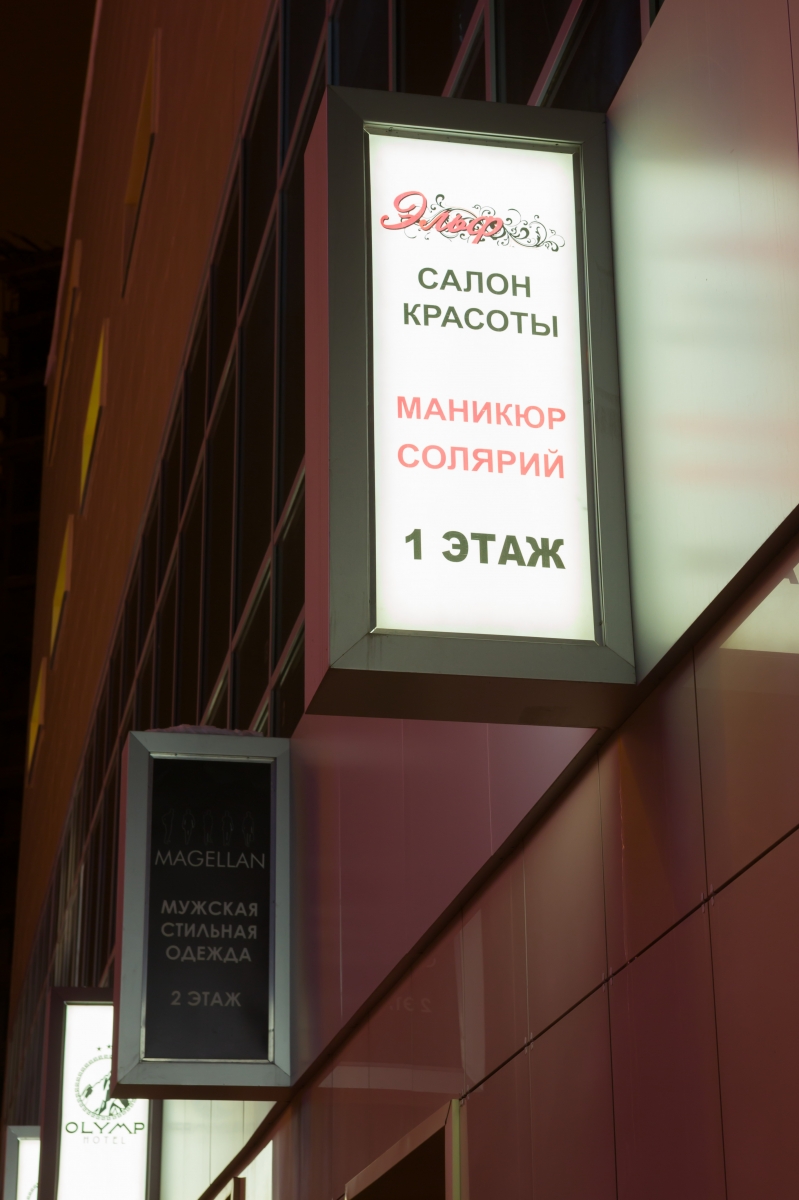 Эльф
САЛОН
КРАСОТЫ
МАНИКЮР
СОЛЯРИЙ
1 ЭТАЖ
MAGELLAN
МУЖСКАЯ
СТИЛЬНАЯ
ОДЕЖДА
2 ЭТАЖ
OLYMP
HOTEL